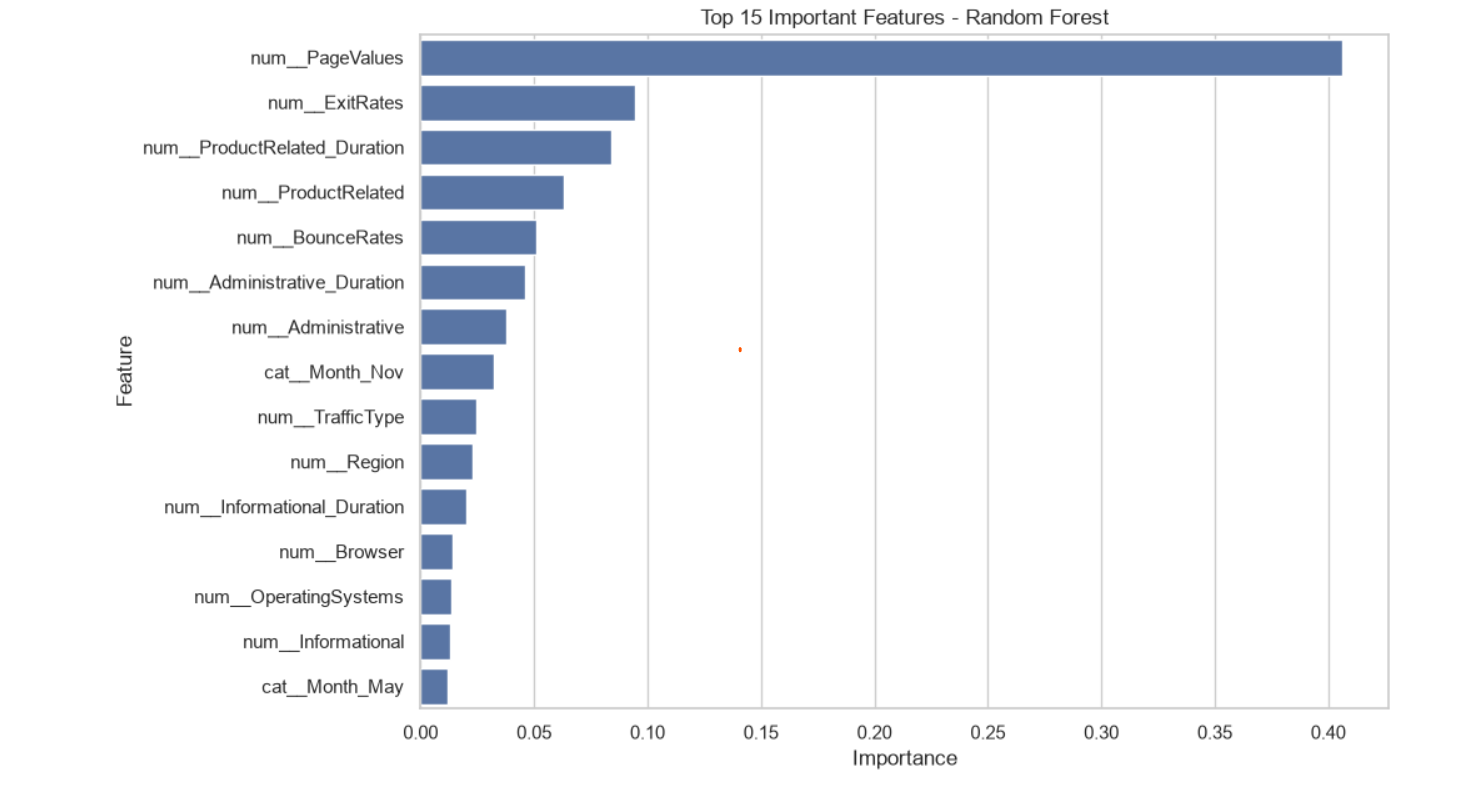 Top 15 Important Features - Random Forest
num__PageValues
num__ExitRates
num__ProductRelated_Duration
num__ProductRelated
num__BounceRates
num__Administrative_Duration
num__Administrative
cat__Month_Nov
num__TrafficType
num__Region
num__Informational_Duration
num__Browser
num__OperatingSystems
num__Informational
cat__Month_May
Feature
0.00 0.05 0.10 0.15 0.20 0.25 0.30 0.35 0.40
Importance